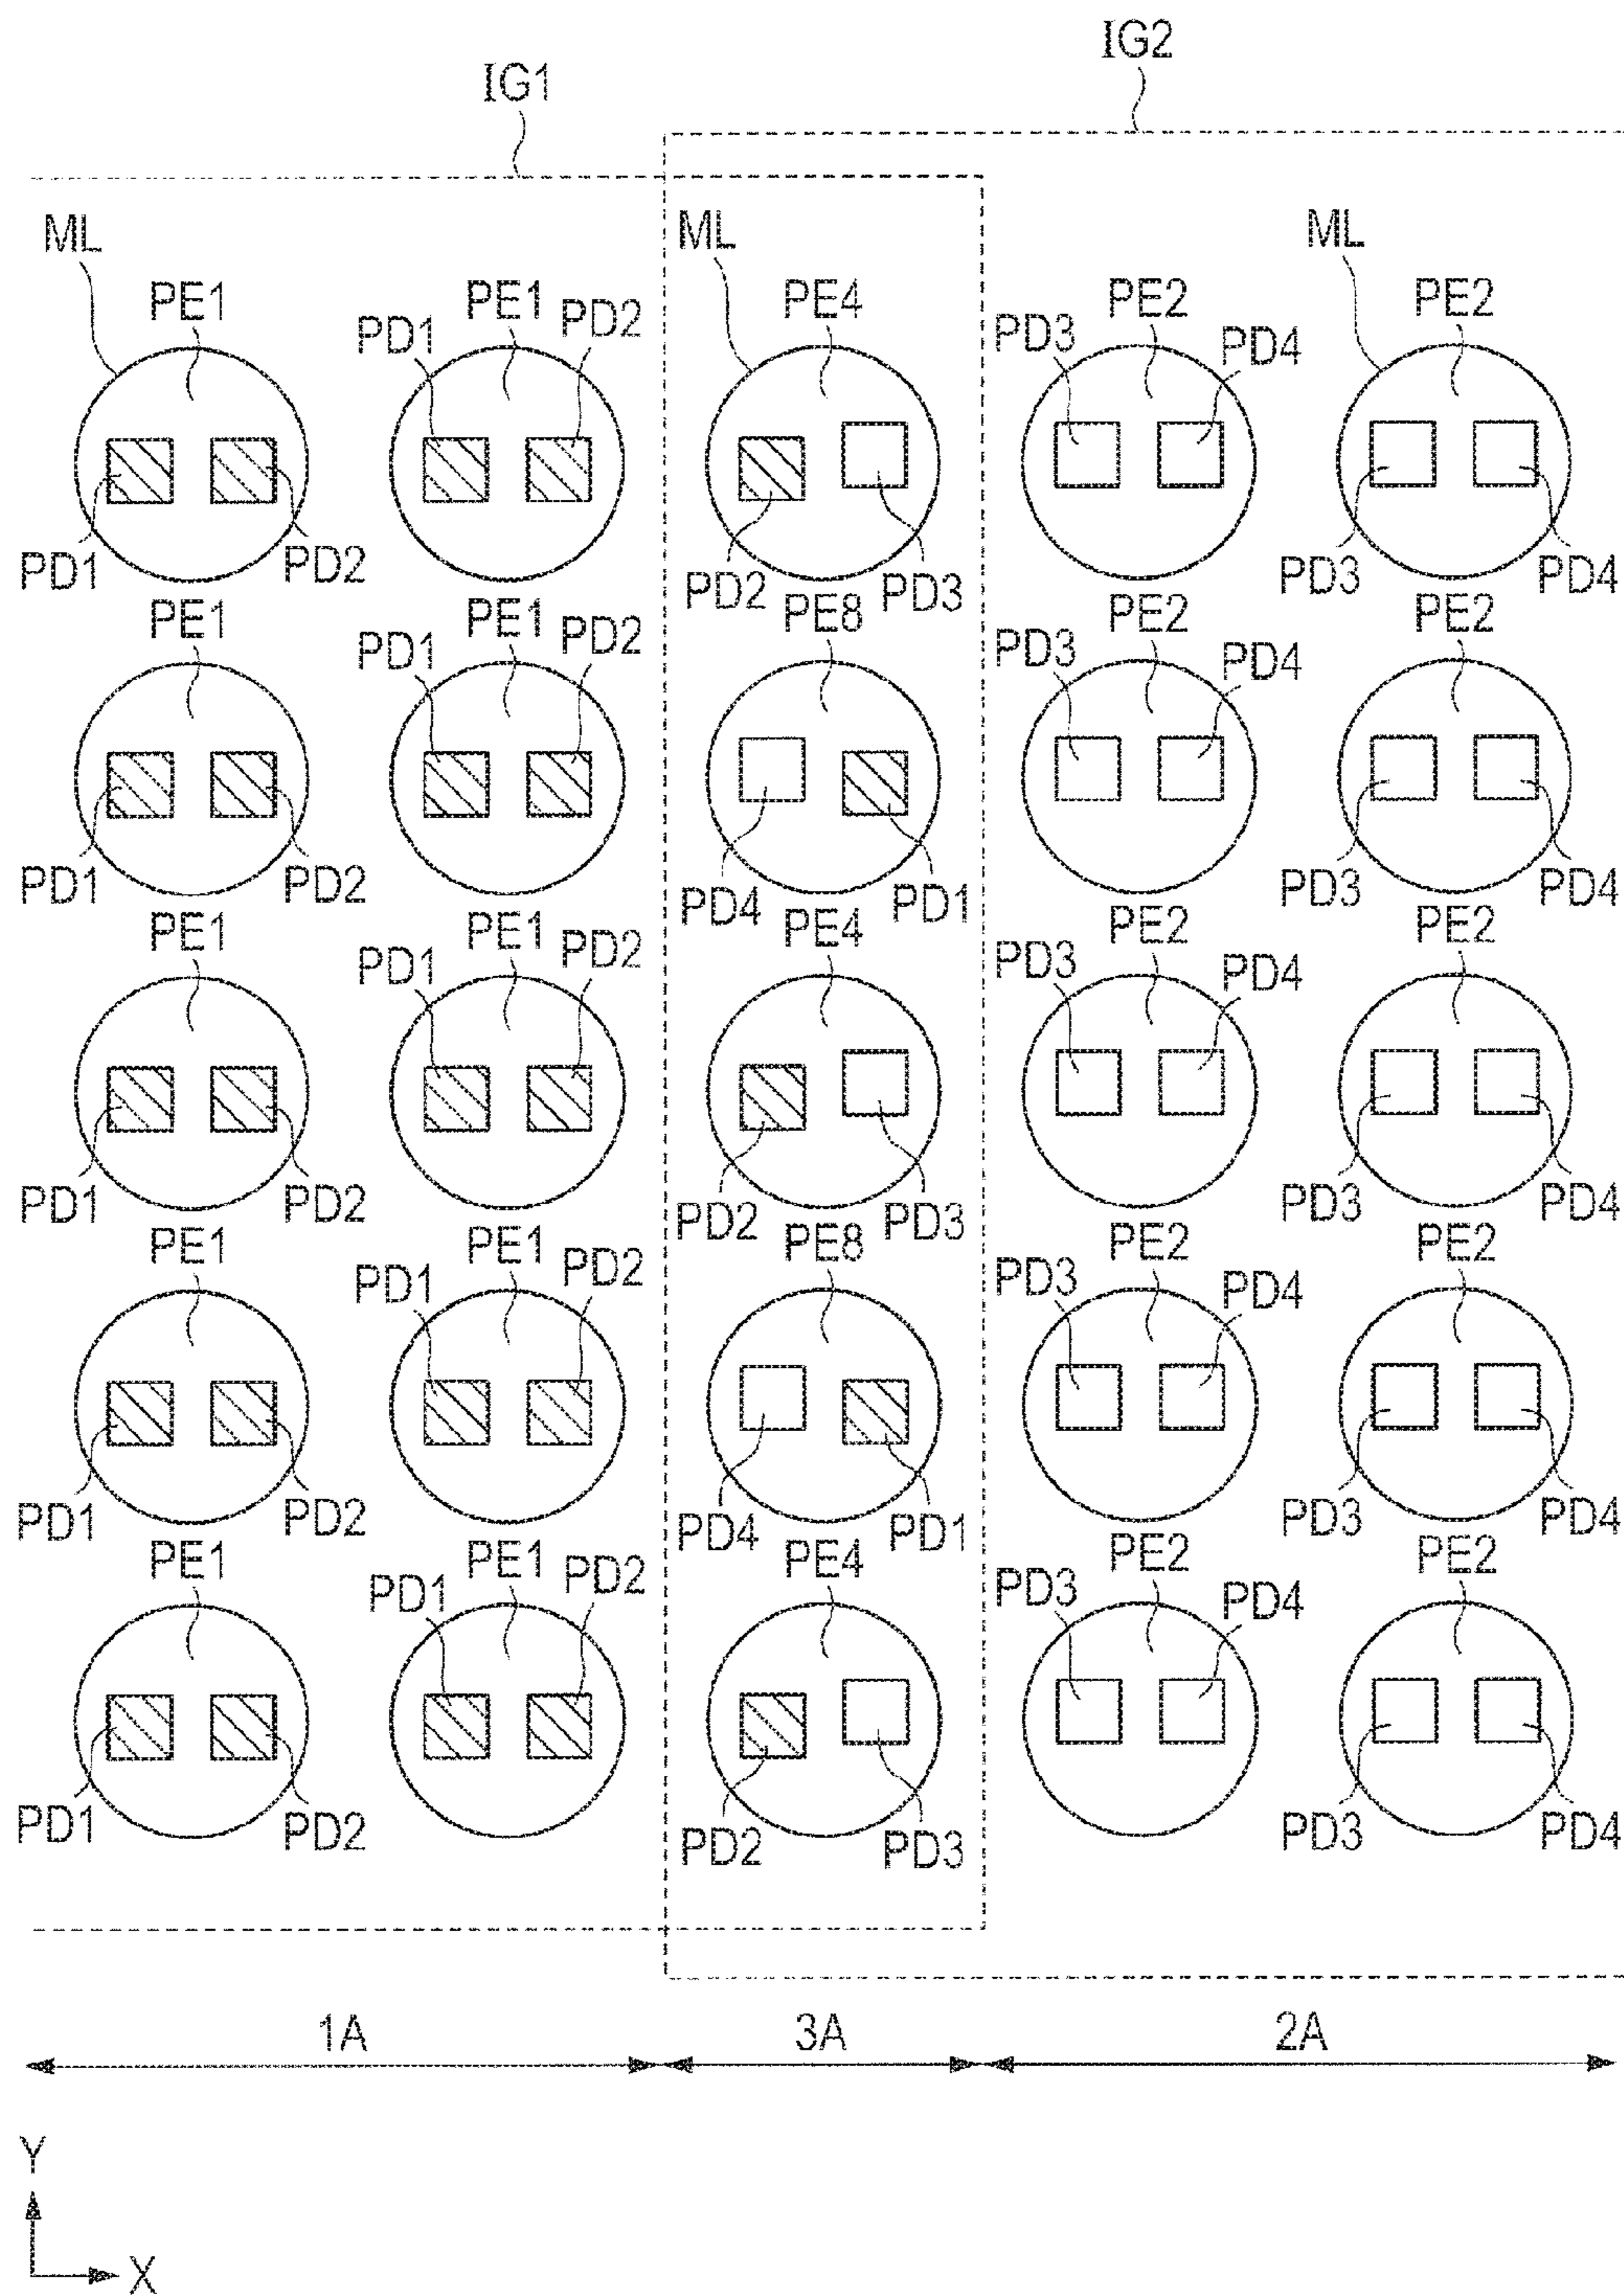 IG2
IG1
ML ML ML
PE1 PE1 PE4 PE2 PE2
PD1 PD2 PD3 PD4
PD1 PD2 PD2 PD3 PD3 PD4
PE1 PE1 PE8 PE2 PE2
PD1 PD2 PD3 PD4
PD1 PD2 PD4 PD1 PD3 PD4
PE1 PE1 PE4 PE2 PE2
PD1 PD2 PD3 PD4
PD1 PD2 PD2 PD3 PD3 PD4
PE1 PE1 PE8 PE2 PE2
PD1 PD2 PD3 PD4
PD1 PD2 PD4 PD1 PD3 PD4
PE1 PE1 PE4 PE2 PE2
PD1 PD2 PD3 PD4
PD1 PD2 PD2 PD3 PD3 PD4
1A 3A 2A
Y
X